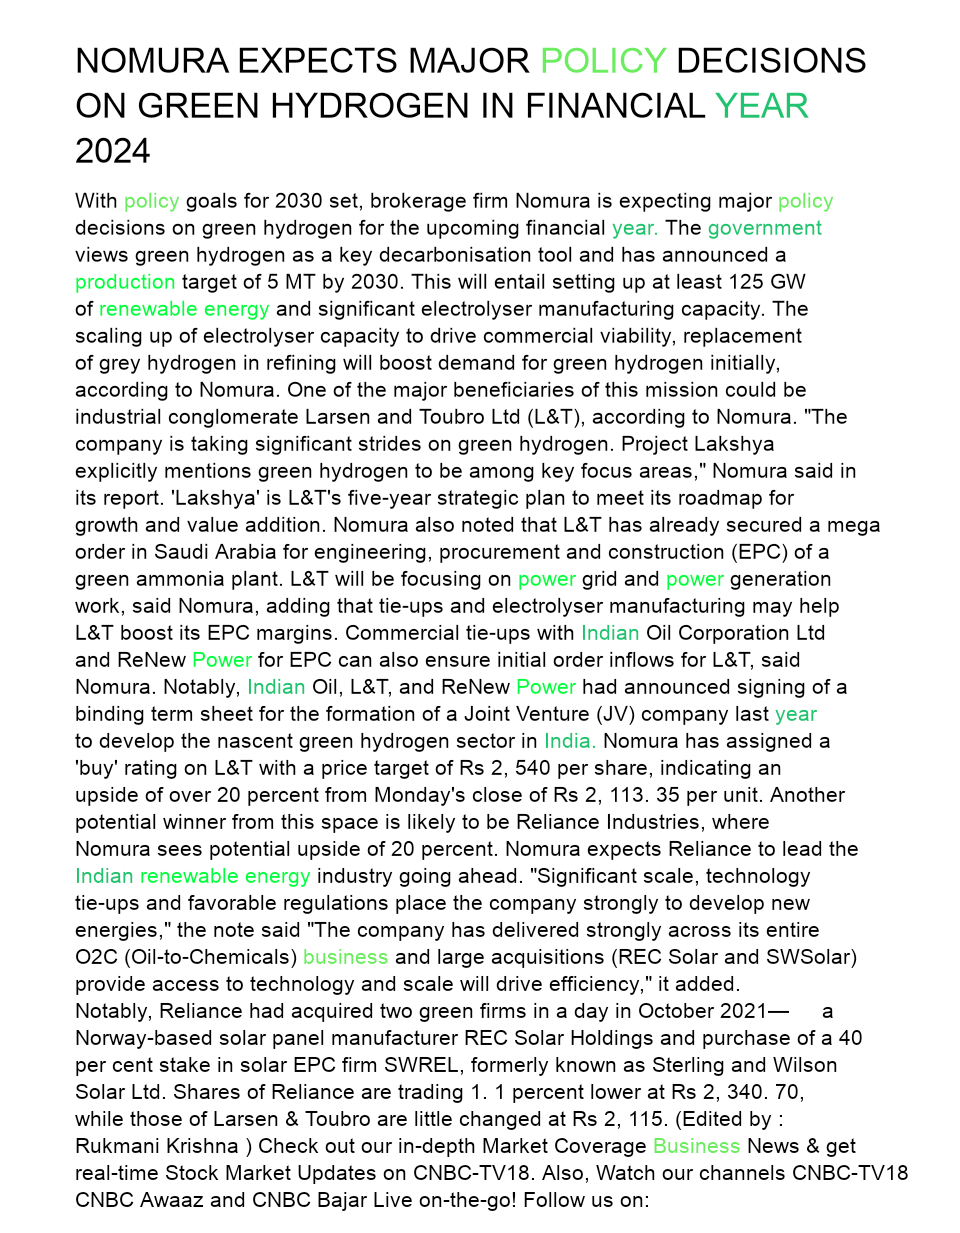 NOMURA EXPECTS MAJOR POLICY DECISIONS
ON GREEN HYDROGEN IN FINANCIAL YEAR
2024
With policy goals for 2030 set, brokerage firm Nomura is expecting major policy
decisions on green hydrogen for the upcoming financial year. The government
views green hydrogen as a key decarbonisation tool and has announced a
production target of 5 MT by 2030. This will entail setting up at least 125 GW
of renewable energy and significant electrolyser manufacturing capacity. The
scaling up of electrolyser capacity to drive commercial viability, replacement
of grey hydrogen in refining will boost demand for green hydrogen initially,
according to Nomura. One of the major beneficiaries of this mission could be
industrial conglomerate Larsen and Toubro Ltd (L&T), according to Nomura. "The
company is taking significant strides on green hydrogen. Project Lakshya
explicitly mentions green hydrogen to be among key focus areas," Nomura said in
its report. 'Lakshya' is L&T's five-year strategic plan to meet its roadmap for
growth and value addition. Nomura also noted that L&T has already secured a mega
order in Saudi Arabia for engineering, procurement and construction (EPC) of a
green ammonia plant. L&T will be focusing on power grid and power generation
work, said Nomura, adding that tie-ups and electrolyser manufacturing may help
L&T boost its EPC margins. Commercial tie-ups with Indian Oil Corporation Ltd
and ReNew Power for EPC can also ensure initial order inflows for L&T, said
Nomura. Notably, Indian Oil, L&T, and ReNew Power had announced signing of a
binding term sheet for the formation of a Joint Venture (JV) company last year
to develop the nascent green hydrogen sector in India. Nomura has assigned a
'buy' rating on L&T with a price target of Rs 2, 540 per share, indicating an
upside of over 20 percent from Monday's close of Rs 2, 113. 35 per unit. Another
potential winner from this space is likely to be Reliance Industries, where
Nomura sees potential upside of 20 percent. Nomura expects Reliance to lead the
Indian renewable energy industry going ahead. "Significant scale, technology
tie-ups and favorable regulations place the company strongly to develop new
energies," the note said "The company has delivered strongly across its entire
O2C (Oil-to-Chemicals) business and large acquisitions (REC Solar and SWSolar)
provide access to technology and scale will drive efficiency," it added.
Notably, Reliance had acquired two green firms in a day in October 2021— a
Norway-based solar panel manufacturer REC Solar Holdings and purchase of a 40
per cent stake in solar EPC firm SWREL, formerly known as Sterling and Wilson
Solar Ltd. Shares of Reliance are trading 1. 1 percent lower at Rs 2, 340. 70,
while those of Larsen & Toubro are little changed at Rs 2, 115. (Edited by :
Rukmani Krishna ) Check out our in-depth Market Coverage Business News & get
real-time Stock Market Updates on CNBC-TV18. Also, Watch our channels CNBC-TV18
CNBC Awaaz and CNBC Bajar Live on-the-go! Follow us on: